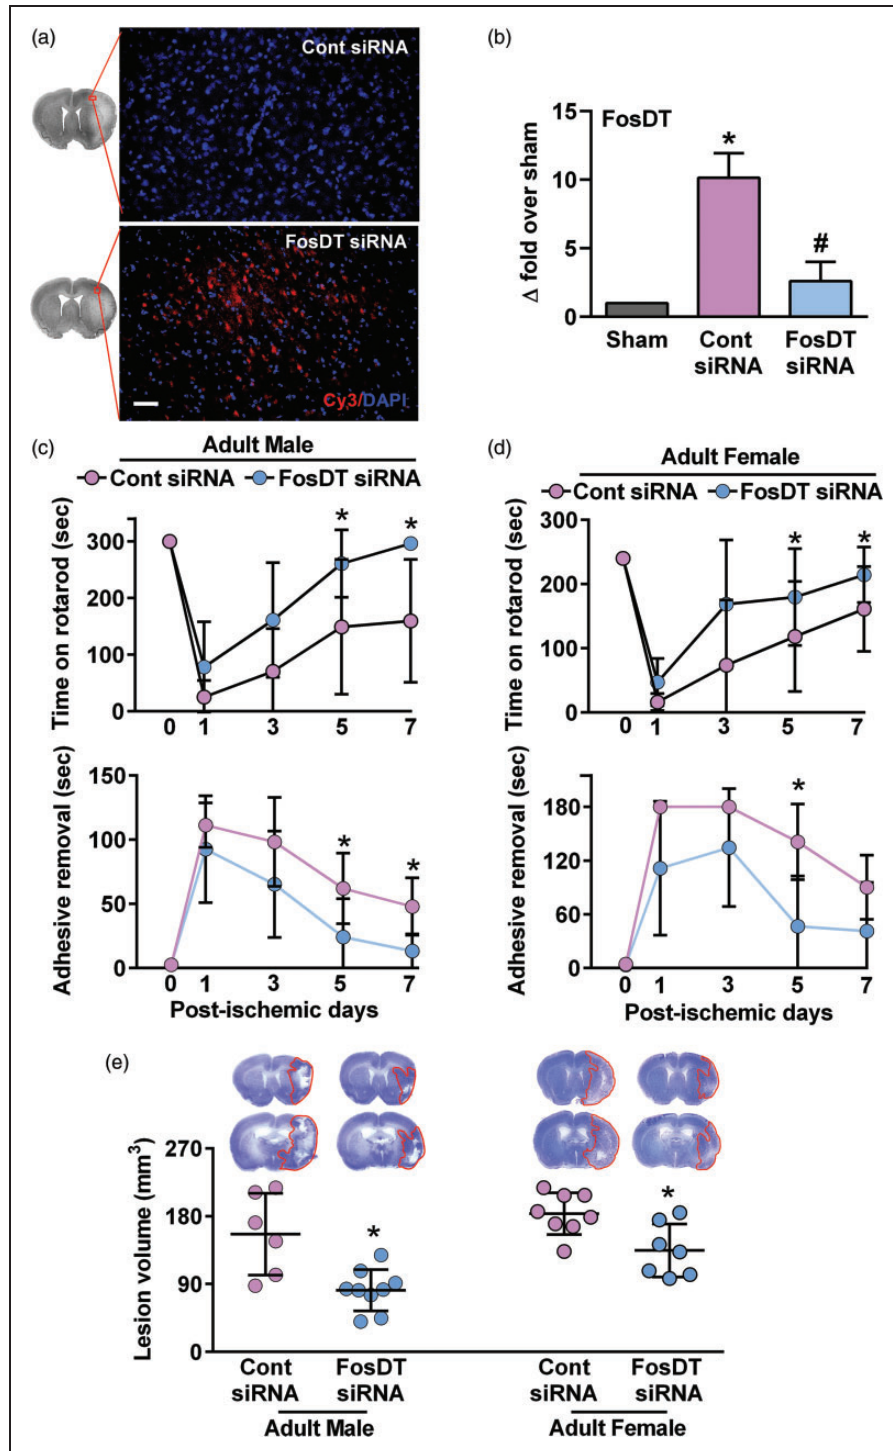 (a)
Cont siRNA
FosDT siRNA
Cy3/DAPI
(b)
FosDT
Δ fold over sham
15
10
5
0
*
#
Sham
Cont
siRNA
FosDT
siRNA
(c)
Adult Male
Cont siRNA
FosDT siRNA
Time on rotarod (sec)
300
200
100
0
* *
0 1 3 5 7
Adhesive removal (sec)
150
100
50
0
* *
0 1 3 5 7
Post-ischemic days
(d)
Adult Female
Cont siRNA
FosDT siRNA
Time on rotarod (sec)
300
200
100
0
* *
0 1 3 5 7
Adhesive removal (sec)
180
120
60
0
*
0 1 3 5 7
Post-ischemic days
(e)
Lesion volume (mm³)
270
180
90
0
*
*
Cont
siRNA
FosDT
siRNA
Adult Male
Cont
siRNA
FosDT
siRNA
Adult Female